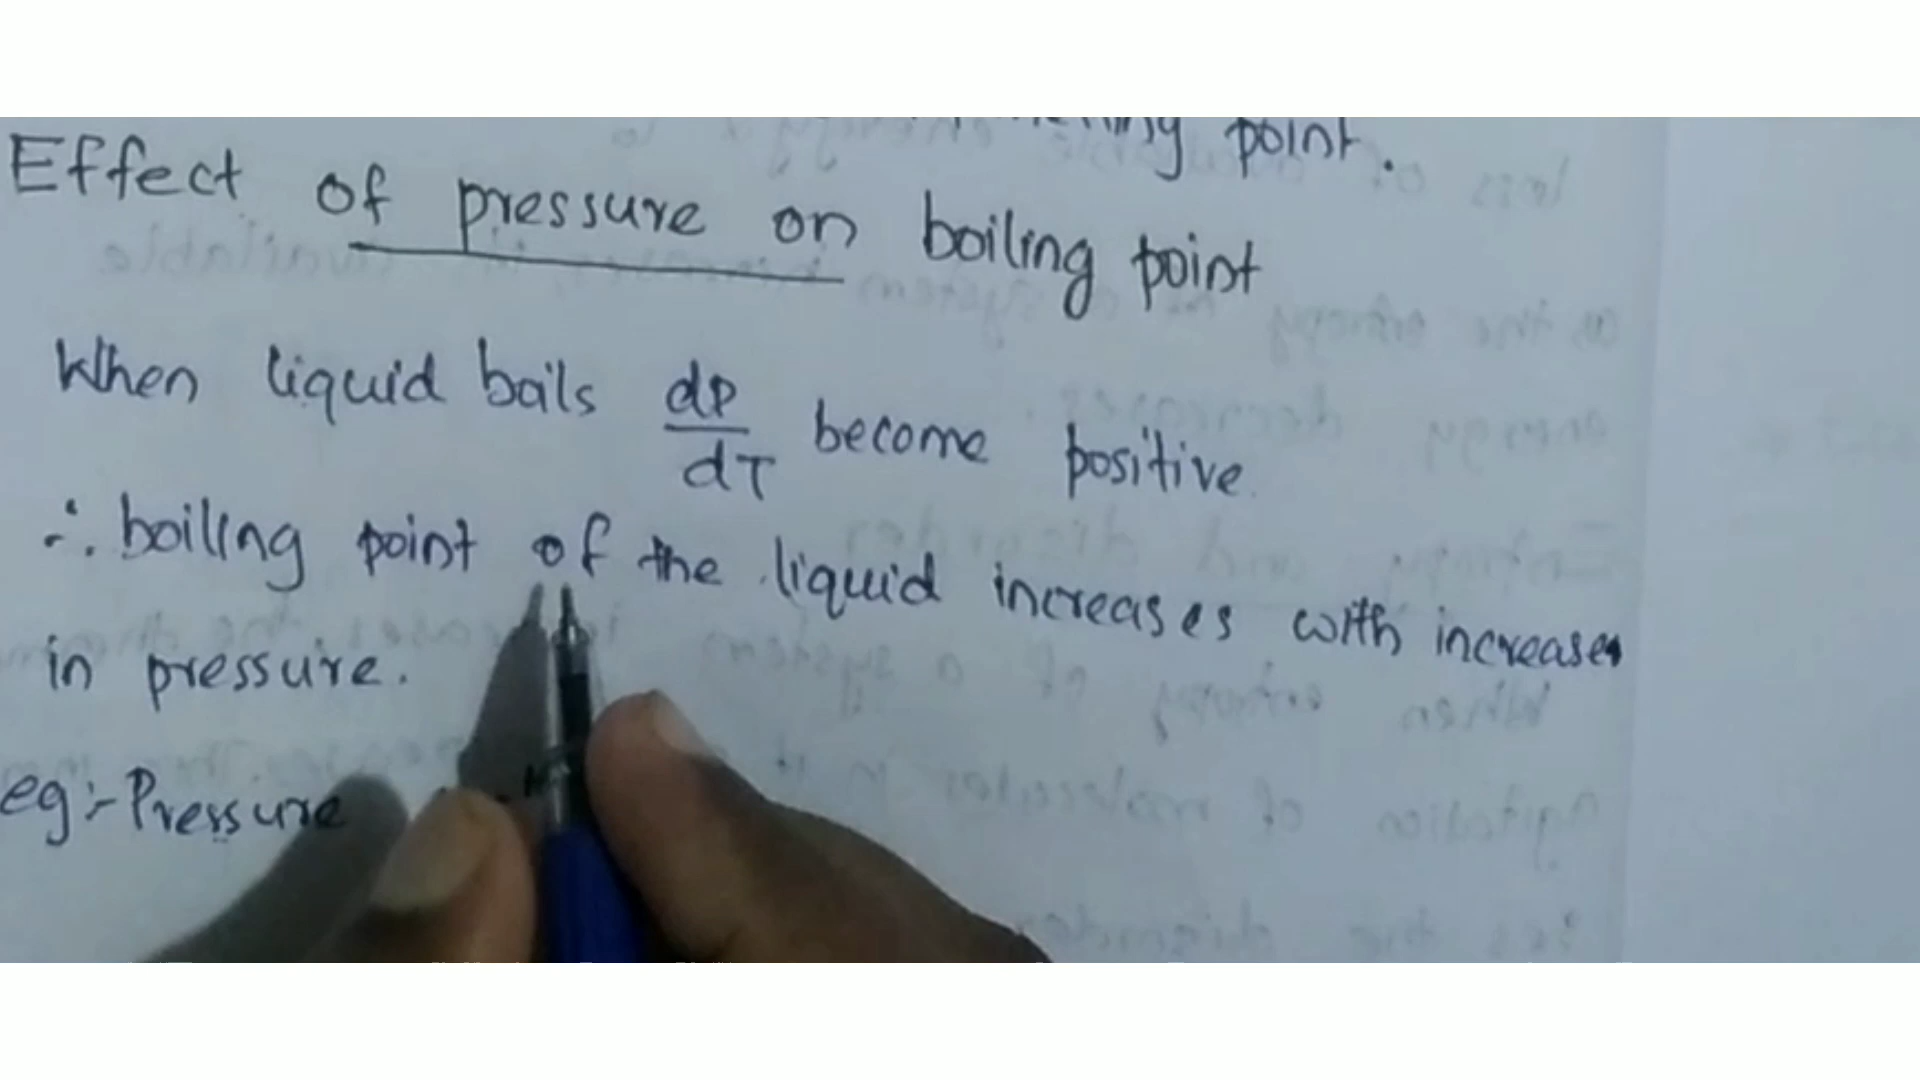 point.
Effect of pressure on boiling point
When liquid bails dP/dT become positive.
∴ boiling point of the liquid increases with increases
in pressure.
eg:- Pressure